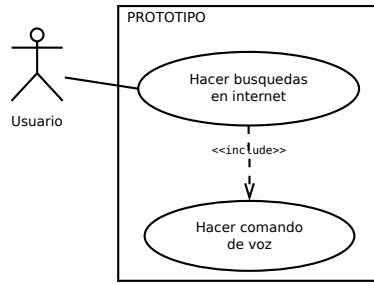 PROTOTIPO
Hacer busquedas
en internet
Usuario
<<include>>
Hacer comando
de voz